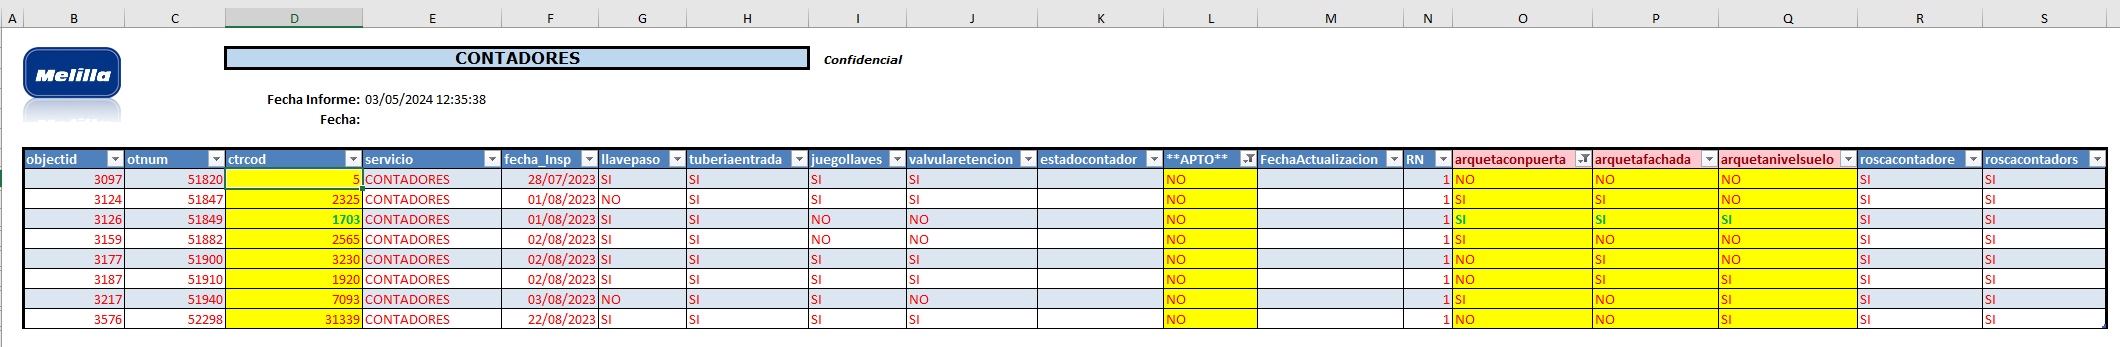 A B C D E F G H I J K L M N O P Q R S
Melilla
CONTADORES
Confidencial
Fecha Informe: 03/05/2024 12:35:38
Fecha:
objectid otnum ctrcod servicio fecha_Insp llavepaso tuberiaentrada juegollaves valvularetencion estadocontador **APTO** FechaActualizacion RN arquetaconpuerta arquetafachada arquetanivelsuelo roscacontadore roscacontadors
3097 51820 5 CONTADORES 28/07/2023 SI SI SI SI NO 1 NO NO NO SI SI
3124 51847 2325 CONTADORES 01/08/2023 NO SI SI SI NO 1 SI SI NO SI SI
3126 51849 1703 CONTADORES 01/08/2023 SI SI NO NO NO 1 SI SI SI SI SI
3159 51882 2565 CONTADORES 02/08/2023 SI SI NO NO NO 1 SI NO NO SI SI
3177 51900 3230 CONTADORES 02/08/2023 SI SI SI SI NO 1 NO SI NO SI SI
3187 51910 1920 CONTADORES 02/08/2023 SI SI SI SI NO 1 NO SI SI SI SI
3217 51940 7093 CONTADORES 03/08/2023 NO SI SI NO NO 1 SI NO SI SI SI
3576 52298 31339 CONTADORES 22/08/2023 SI SI SI SI NO 1 NO NO SI SI SI